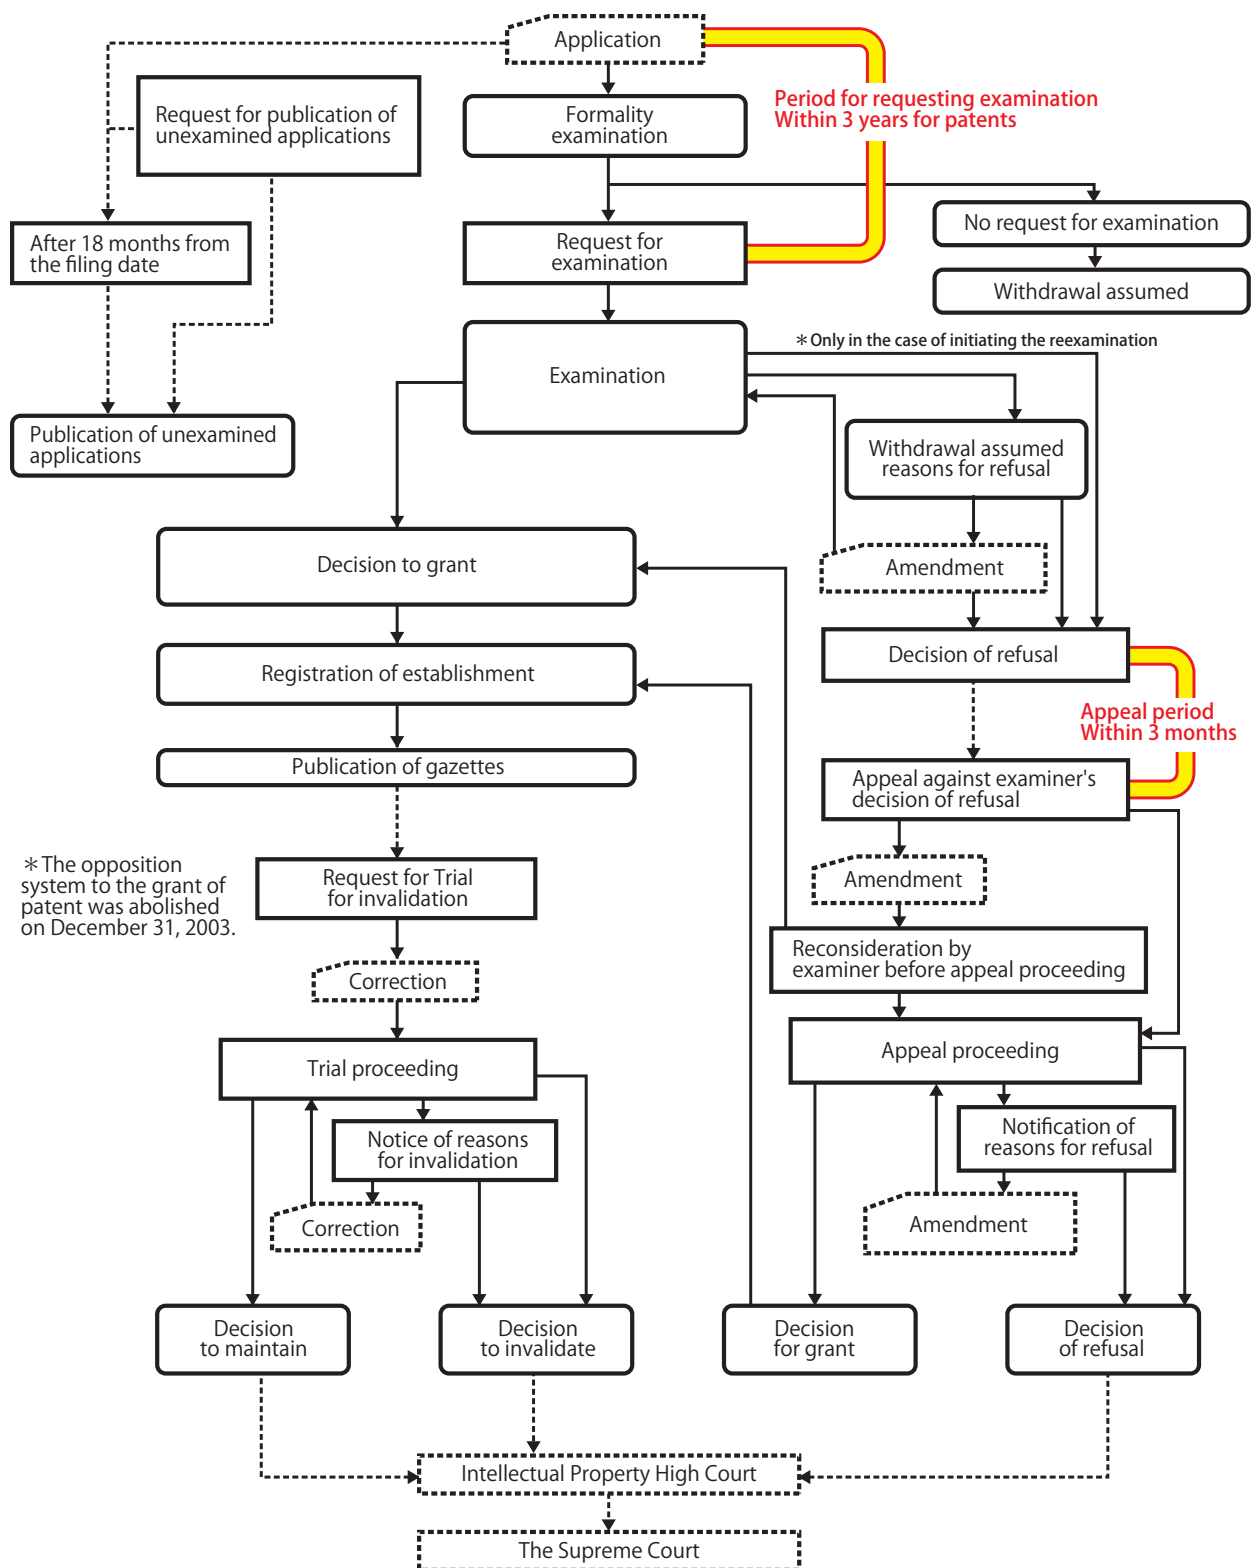 Application
Period for requesting examination
Within 3 years for patents
Request for publication of
unexamined applications
Formality
examination
No request for examination
After 18 months from
the filing date
Request for
examination
Withdrawal assumed
＊Only in the case of initiating the reexamination
Examination
Publication of unexamined
applications
Withdrawal assumed
reasons for refusal
Decision to grant
Amendment
Decision of refusal
Registration of establishment
Appeal period
Within 3 months
Publication of gazettes
Appeal against examiner's
decision of refusal
＊The opposition
system to the grant of
patent was abolished
on December 31, 2003.
Request for Trial
for invalidation
Amendment
Reconsideration by
examiner before appeal proceeding
Correction
Trial proceeding
Appeal proceeding
Notice of reasons
for invalidation
Notification of
reasons for refusal
Correction
Amendment
Decision
to maintain
Decision
to invalidate
Decision
for grant
Decision
of refusal
Intellectual Property High Court
The Supreme Court